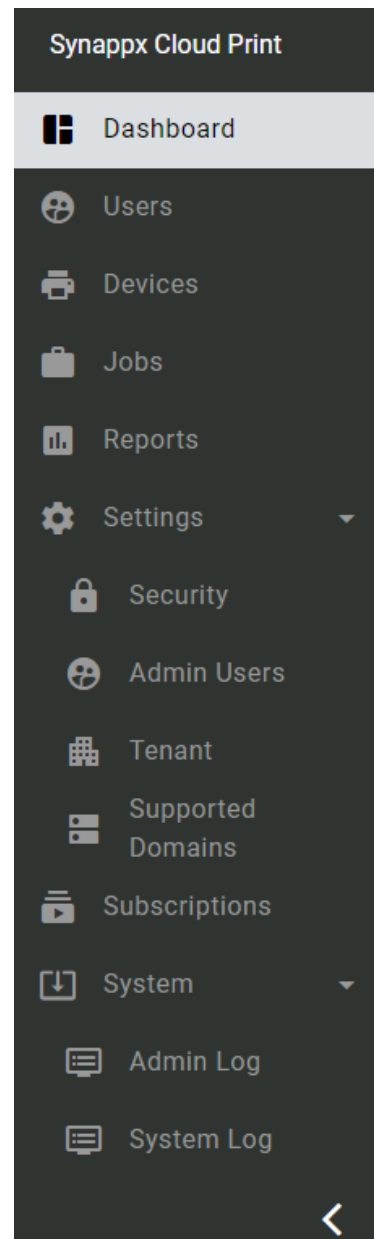 Synappx Cloud Print
Dashboard
Users
Devices
Jobs
Reports
Settings
Security
Admin Users
Tenant
Supported
Domains
Subscriptions
System
Admin Log
System Log